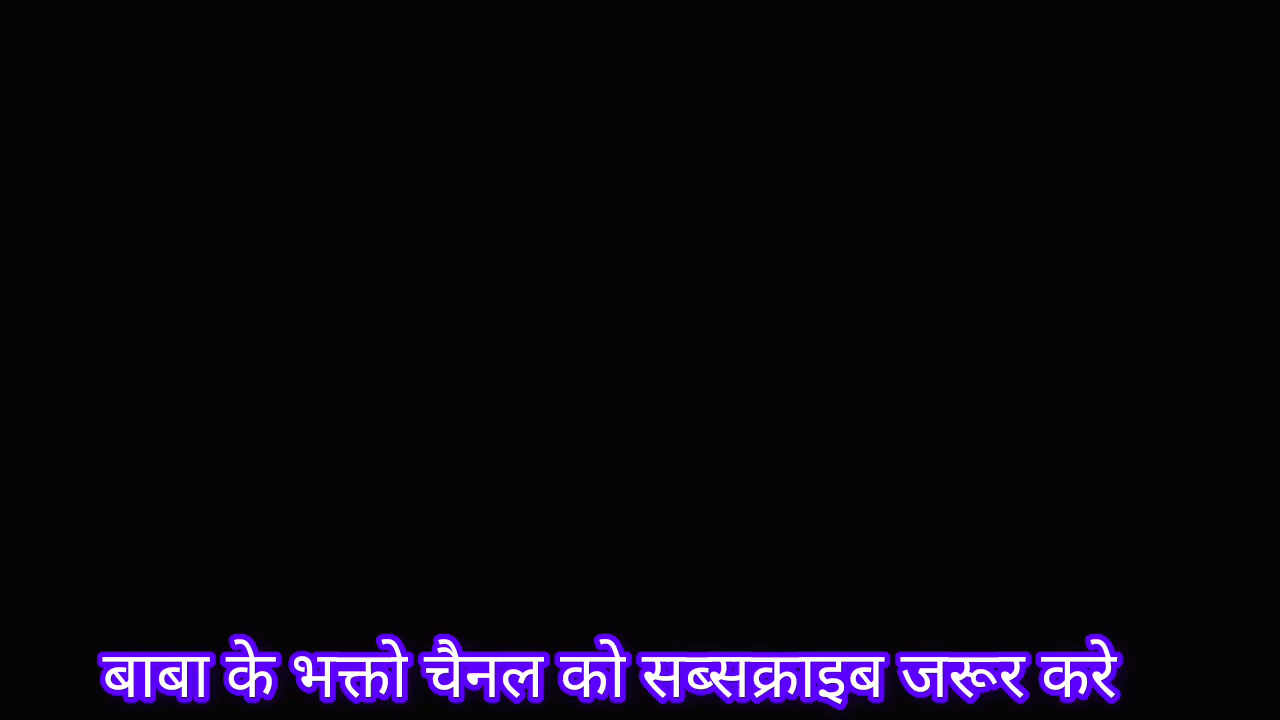 बाबा के भक्तो चैनल को सब्सक्राइब जरूर करे